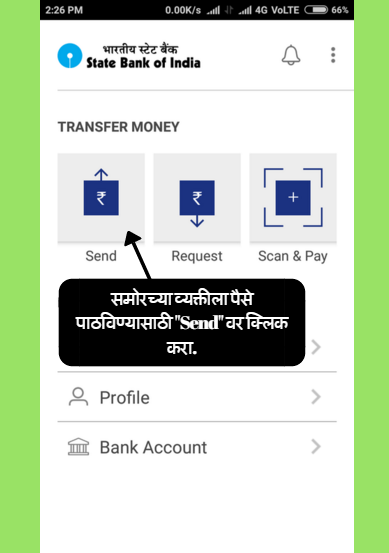 2:26 PM 0.00K/s 4G VoLTE 66%
भारतीय स्टेट बैंक
State Bank of India
TRANSFER MONEY
₹ ₹ +
Send Request Scan & Pay
समोरच्या व्यक्तीला पैसे
पाठविण्यासाठी "Send" वर क्लिक
करा.
Profile
Bank Account